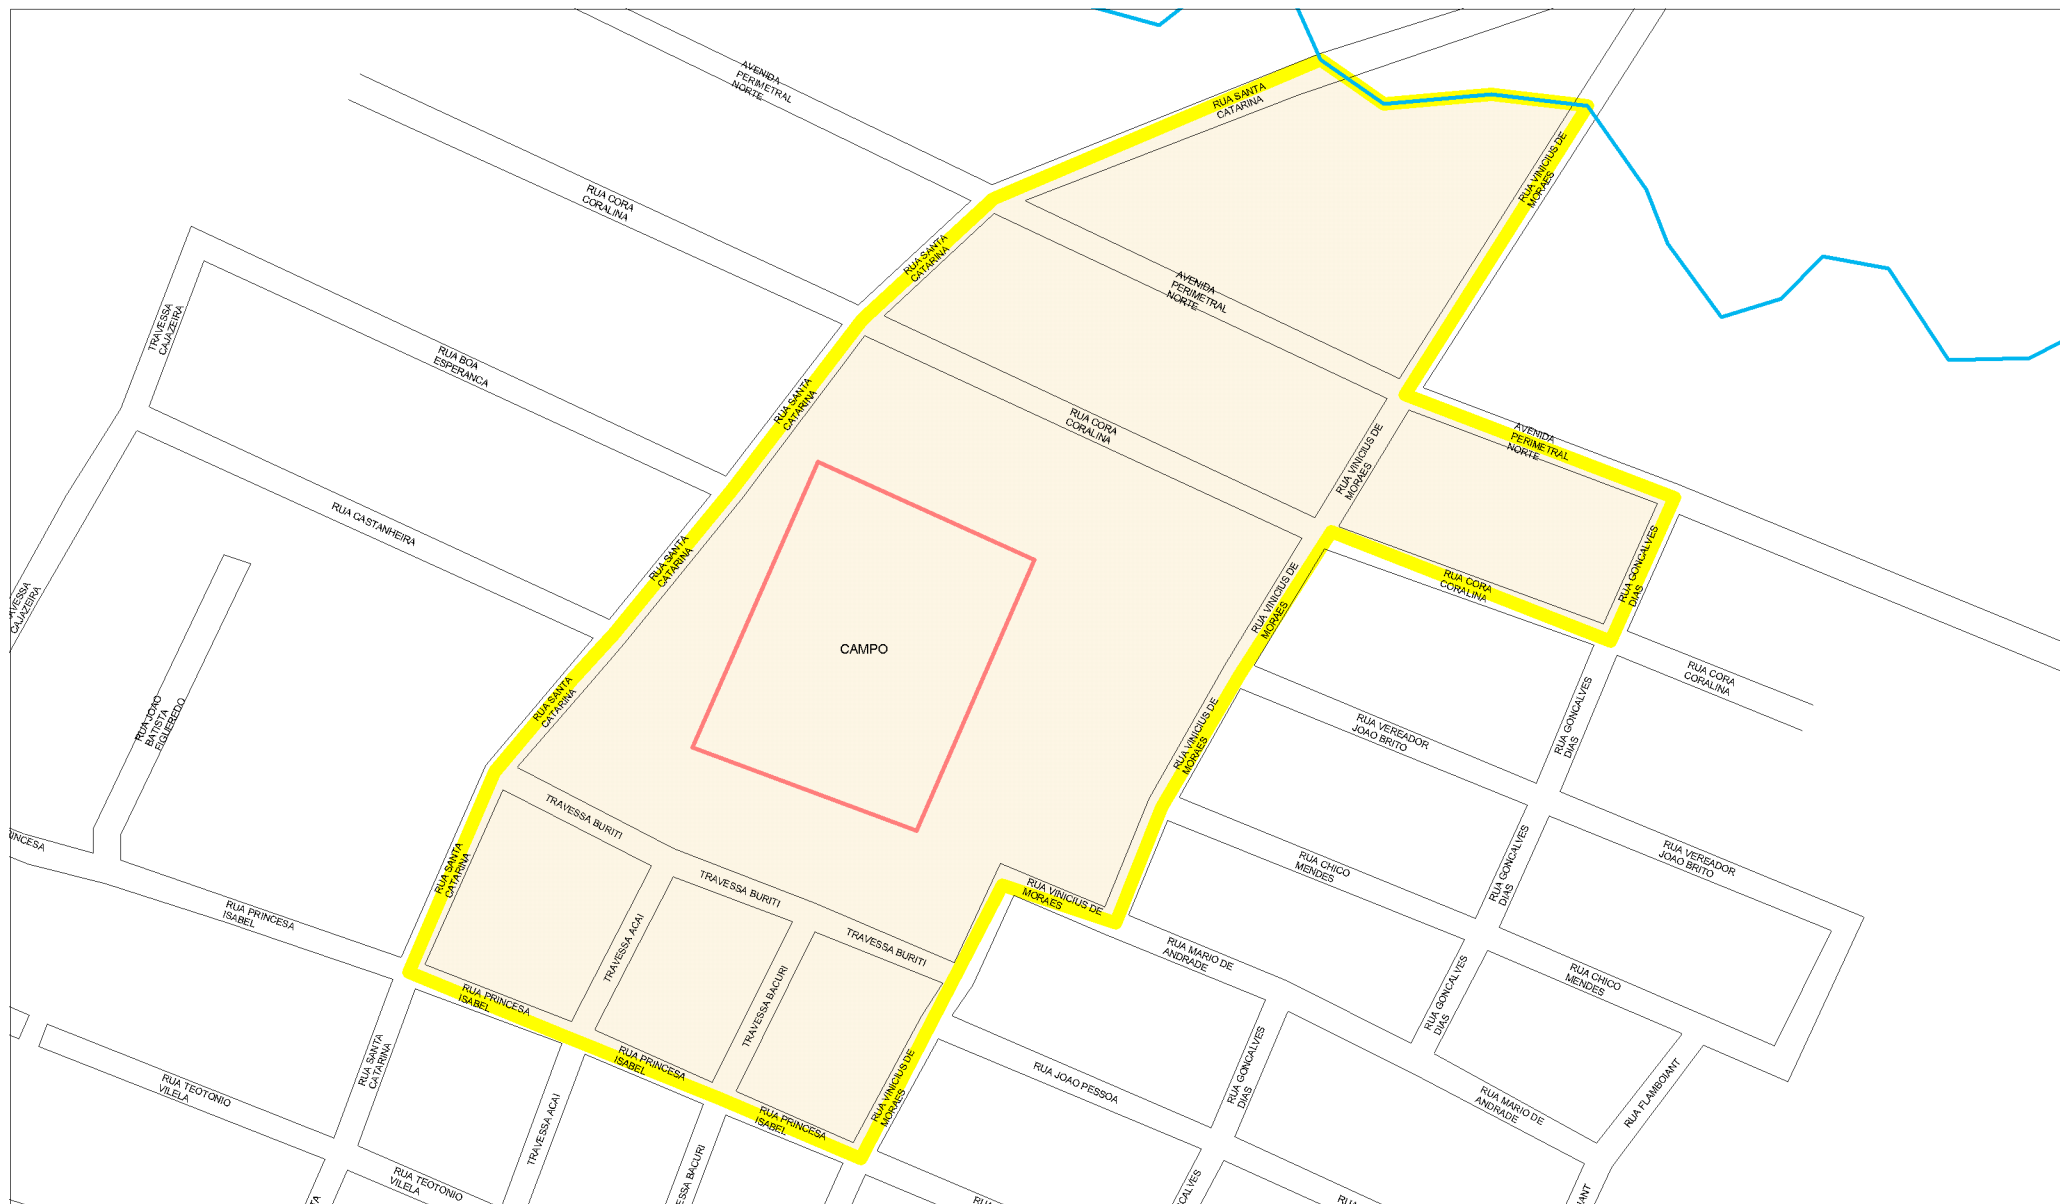 AVENIDA
PERIMETRAL
NORTE
RUA SANTA
CATARINA
RUA VINICIUS DE
MORAES
RUA CORA
CORALINA
RUA SANTA
CATARINA
AVENIDA
PERIMETRAL
NORTE
TRAVESSA
CAJAZEIRA
RUA BOA
ESPERANCA
RUA SANTA
CATARINA
RUA CORA
CORALINA
RUA VINICIUS DE
MORAES
AVENIDA
PERIMETRAL
NORTE
RUA CASTANHEIRA
RUA SANTA
CATARINA
RUA VINICIUS DE
MORAES
RUA CORA
CORALINA
RUA GONCALVES
DIAS
AVESSA
CAJAZEIRA
CAMPO
RUA CORA
CORALINA
RUA JOAO
BATISTA
FIGUEREDO
RUA SANTA
CATARINA
RUA VINICIUS DE
MORAES
RUA VEREADOR
JOAO BRITO
RUA GONCALVES
DIAS
TRAVESSA BURITI
RINCESA
RUA SANTA
CATARINA
TRAVESSA BURITI
RUA VINICIUS DE
MORAES
RUA CHICO
MENDES
RUA GONCALVES
DIAS
RUA VEREADOR
JOAO BRITO
RUA PRINCESA
ISABEL
TRAVESSA ACAI
TRAVESSA BURITI
RUA MARIO DE
ANDRADE
RUA PRINCESA
ISABEL
TRAVESSA BACURI
RUA GONCALVES
DIAS
RUA CHICO
MENDES
RUA SANTA
CATARINA
RUA PRINCESA
ISABEL
RUA VINICIUS DE
MORAES
RUA JOAO PESSOA
RUA GONCALVES
DIAS
RUA TEOTONIO
VILELA
TRAVESSA ACAI
RUA PRINCESA
ISABEL
RUA MARIO DE
ANDRADE
RUA FLAMBOIANT
RUA TEOTONIO
VILELA
SSA BACURI
CALVES
ANT